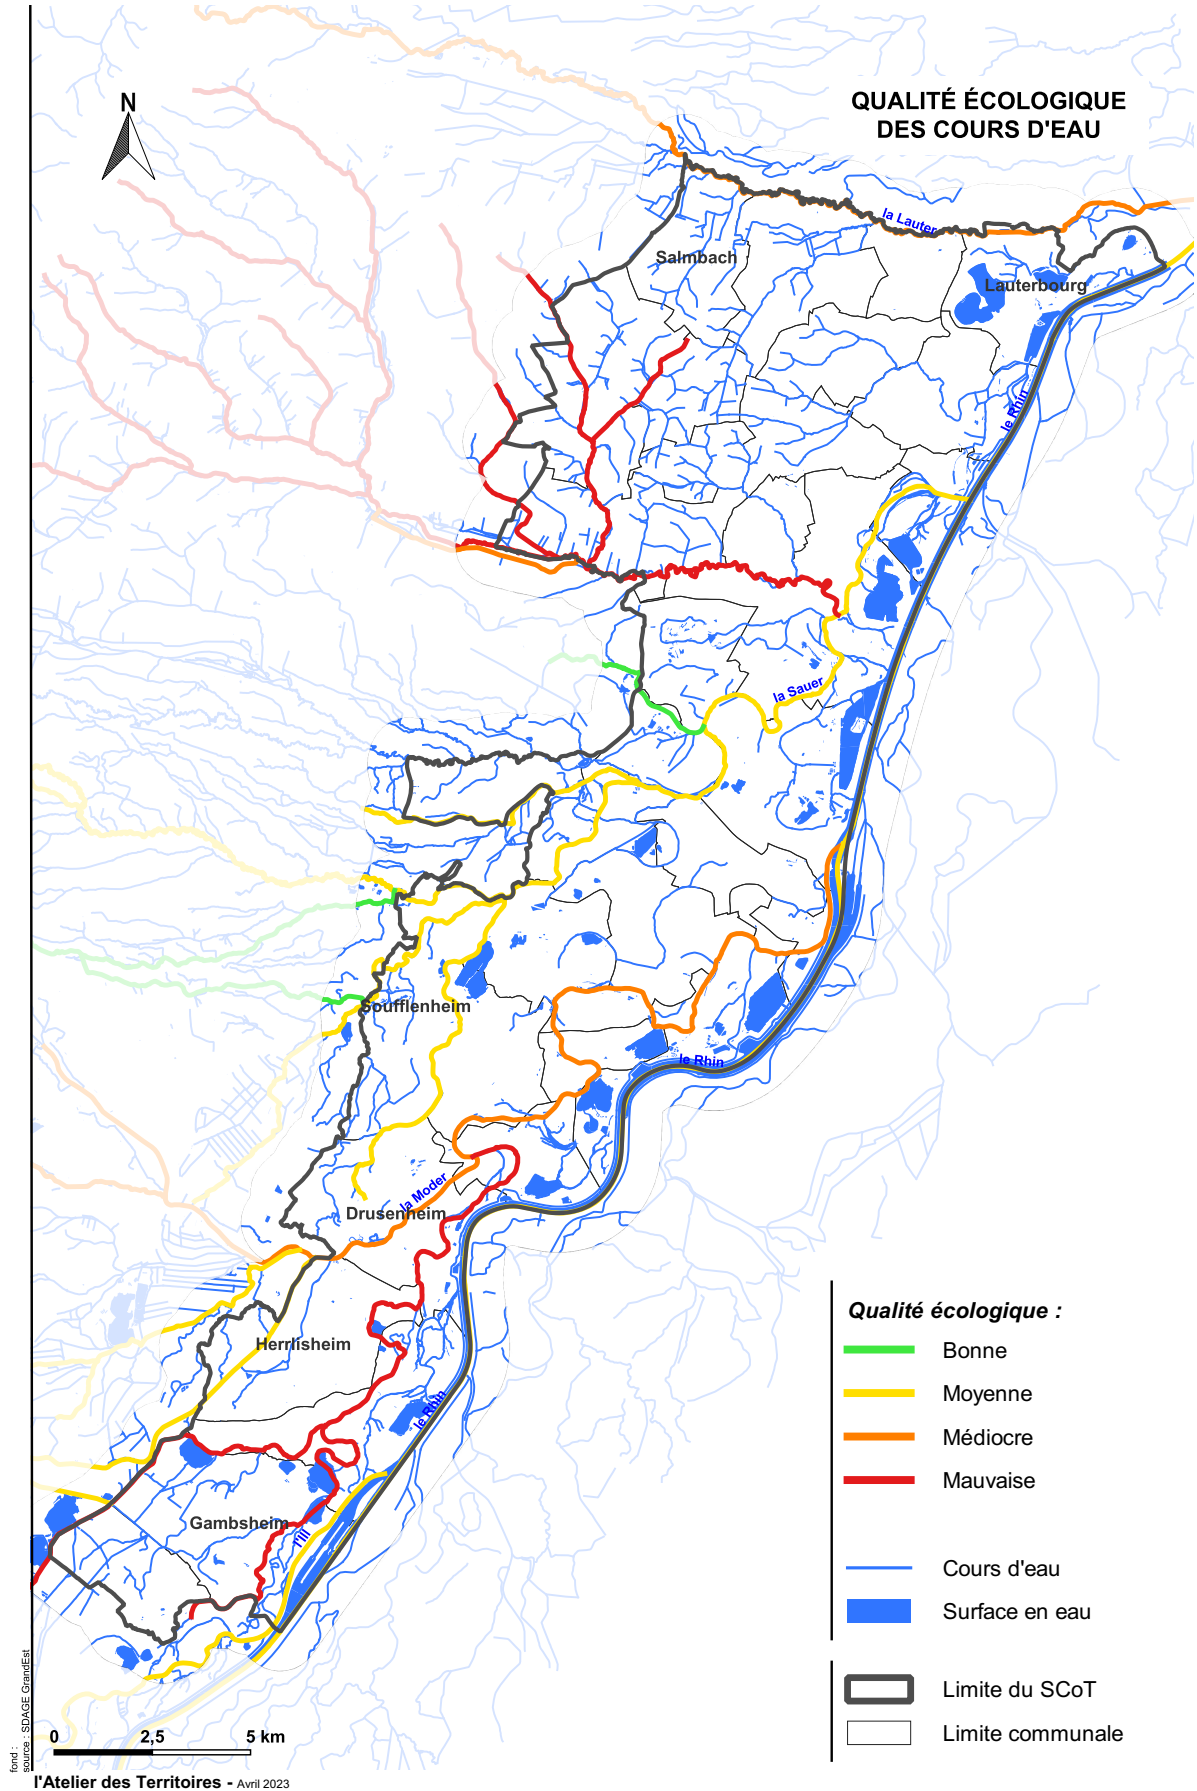 QUALITÉ ÉCOLOGIQUE
DES COURS D'EAU
N
la Lauter
Salmbach
Lauterbourg
le Rhin
la Sauer
Soufflenheim
le Rhin
la Moder
Drusenheim
Herrlisheim
le Rhin
Gambsheim
l'Ill
Qualité écologique :
Bonne
Moyenne
Médiocre
Mauvaise
Cours d'eau
Surface en eau
Limite du SCoT
Limite communale
0 2,5 5 km
fond :
source : SDAGE GrandEst
l'Atelier des Territoires - Avril 2023